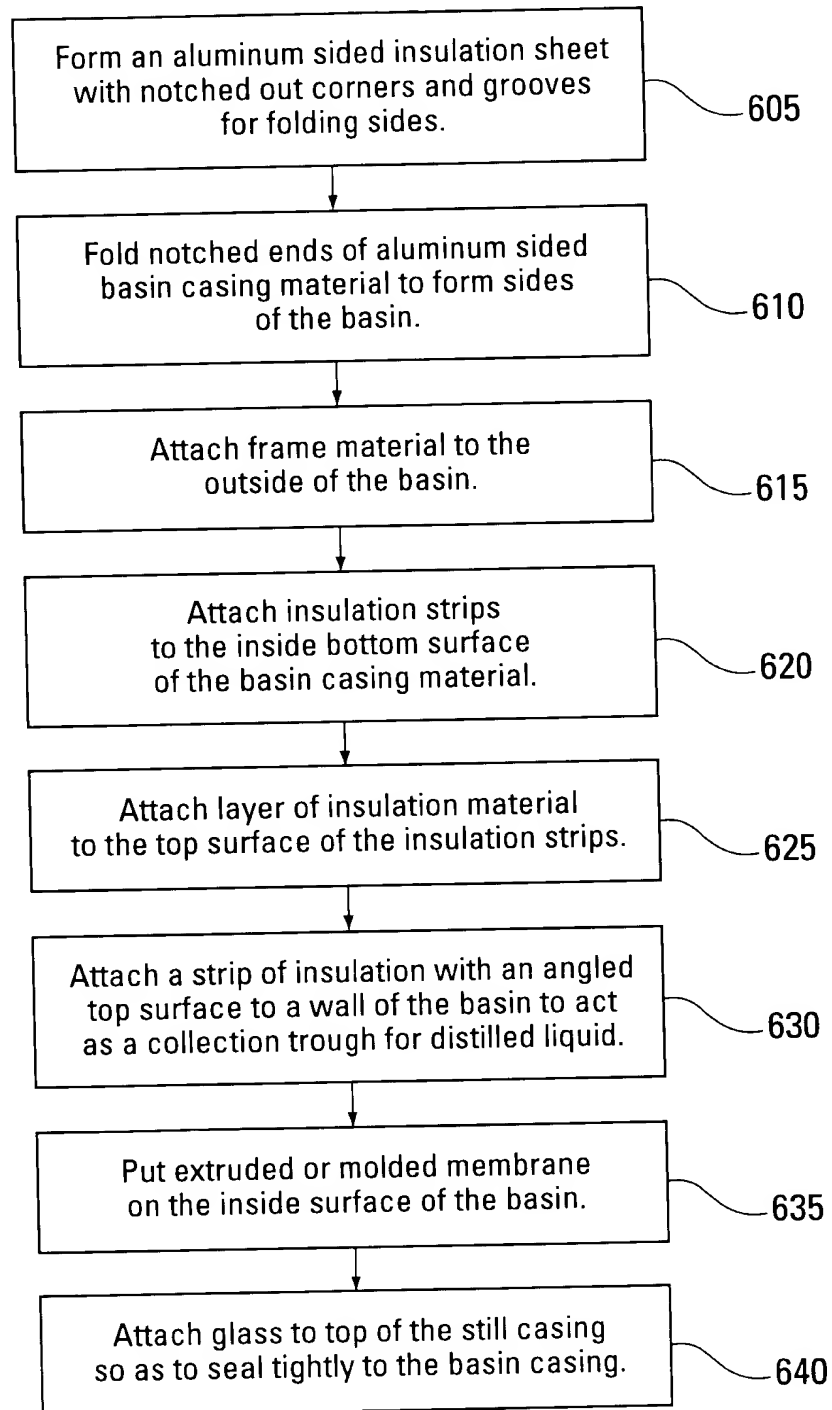 Form an aluminum sided insulation sheet
with notched out corners and grooves
for folding sides.
605
Fold notched ends of aluminum sided
basin casing material to form sides
of the basin.
610
Attach frame material to the
outside of the basin.
615
Attach insulation strips
to the inside bottom surface
of the basin casing material.
620
Attach layer of insulation material
to the top surface of the insulation strips.
625
Attach a strip of insulation with an angled
top surface to a wall of the basin to act
as a collection trough for distilled liquid.
630
Put extruded or molded membrane
on the inside surface of the basin.
635
Attach glass to top of the still casing
so as to seal tightly to the basin casing.
640